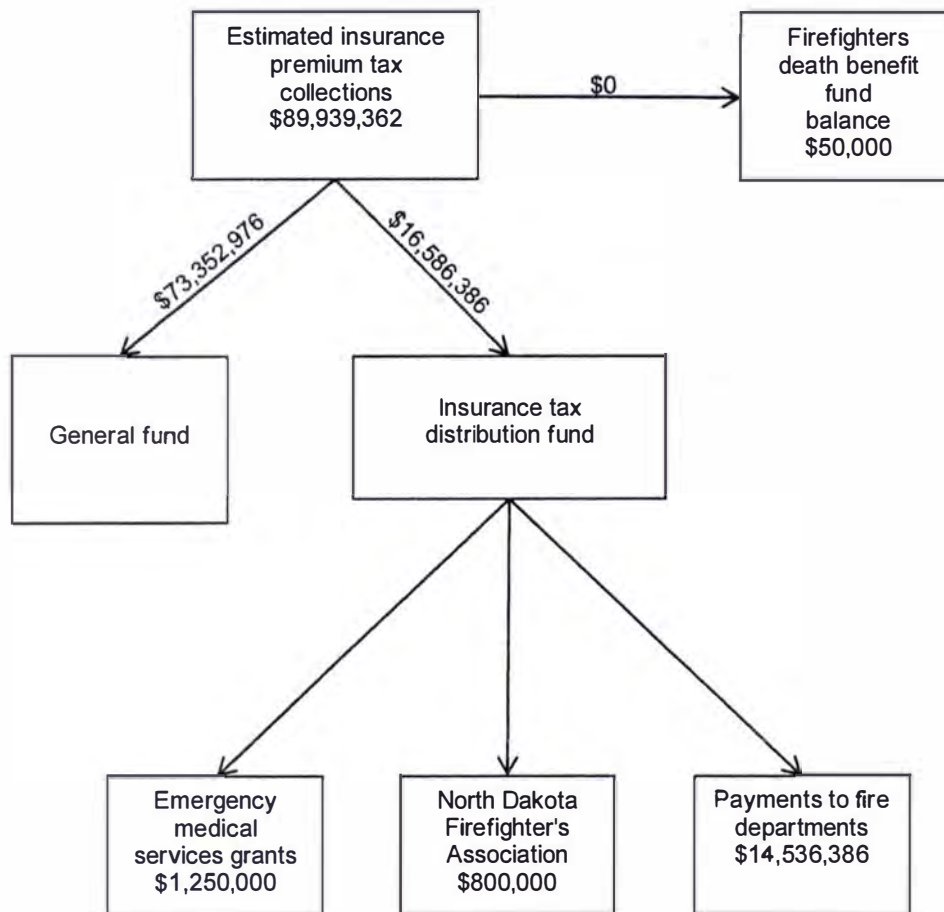 Estimated insurance
premium tax
collections
$89,939,362
$0
Firefighters
death benefit
fund
balance
$50,000
$73,352,976
$16,586,386
General fund
Insurance tax
distribution fund
Emergency
medical
services grants
$1,250,000
North Dakota
Firefighter's
Association
$800,000
Payments to fire
departments
$14,536,386